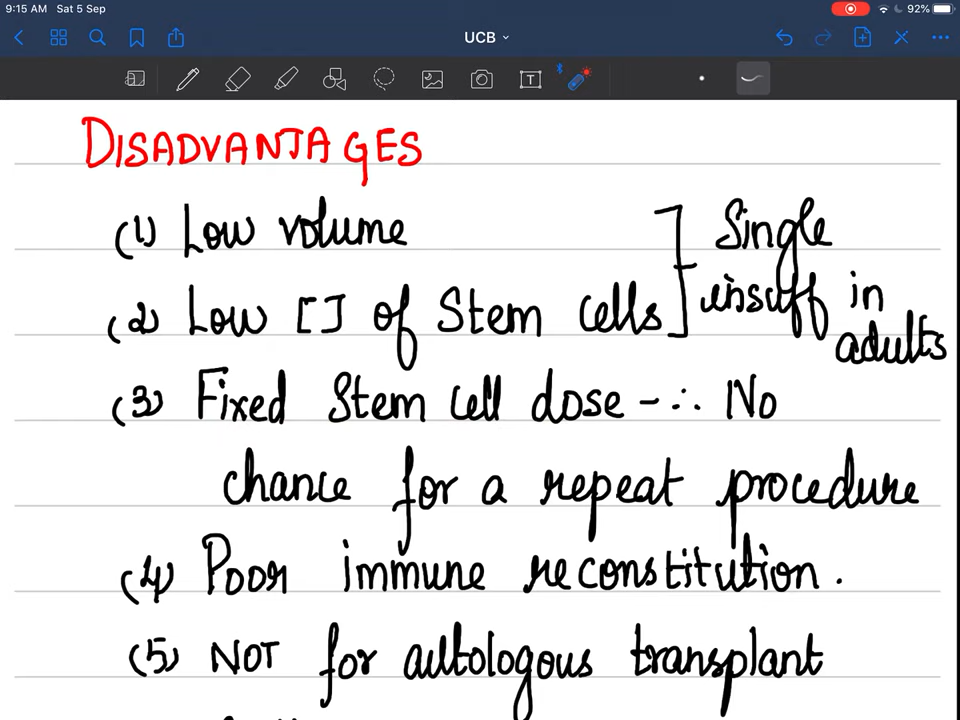 9:15 AM Sat 5 Sep
92%
UCB
T
DISADVANTAGES
(1) Low volume
(2) Low [] of Stem cells
Single
insuff in
adults
(3) Fixed Stem cell dose - ∴ No
chance for a repeat procedure
(4) Poor immune reconstitution.
(5) NOT for autologous transplant